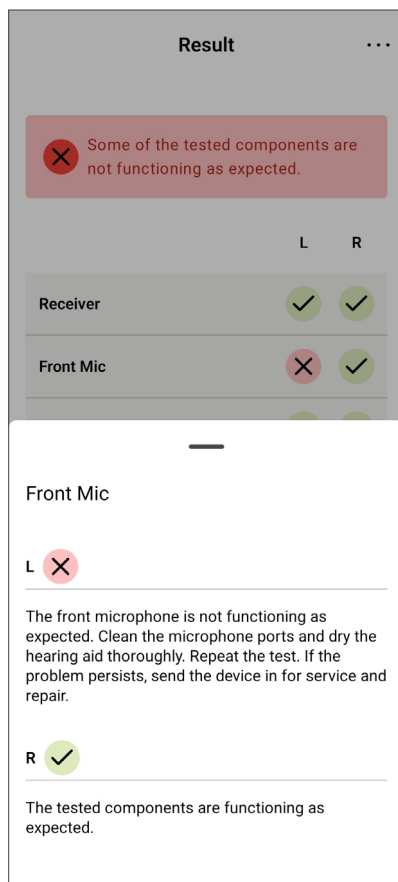 Result
Some of the tested components are
not functioning as expected.
L R
Receiver
Front Mic
Front Mic
L
The front microphone is not functioning as
expected. Clean the microphone ports and dry the
hearing aid thoroughly. Repeat the test. If the
problem persists, send the device in for service and
repair.
R
The tested components are functioning as
expected.